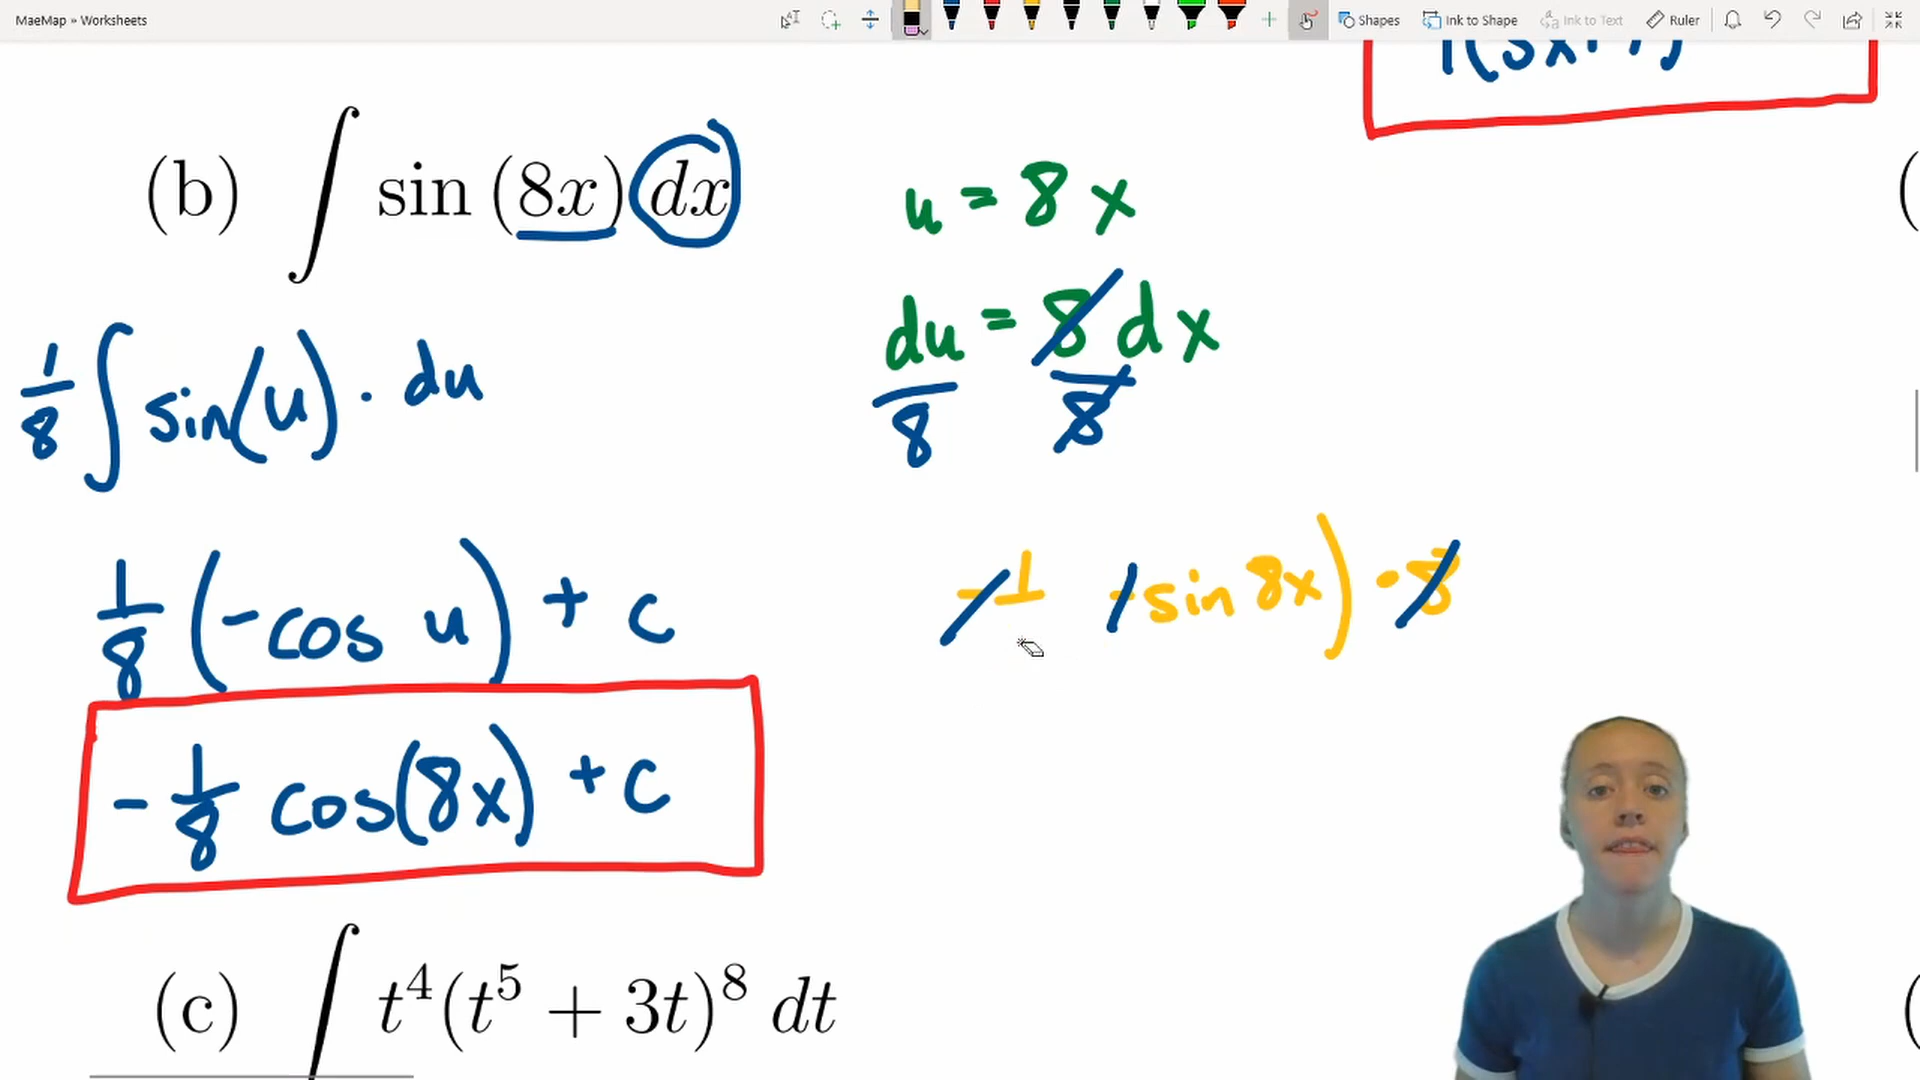 MaeMap » Worksheets
Shapes Ink to Shape Ink to Text Ruler
(b) ∫ sin (8x) dx
u = 8x
du = 8 dx
8 8
1/8 ∫ sin(u) · du
1/8 (-cos u) + c
-1 -sin 8x) · 8
-1/8 cos(8x) + c
(c) ∫ t⁴(t⁵ + 3t)⁸ dt